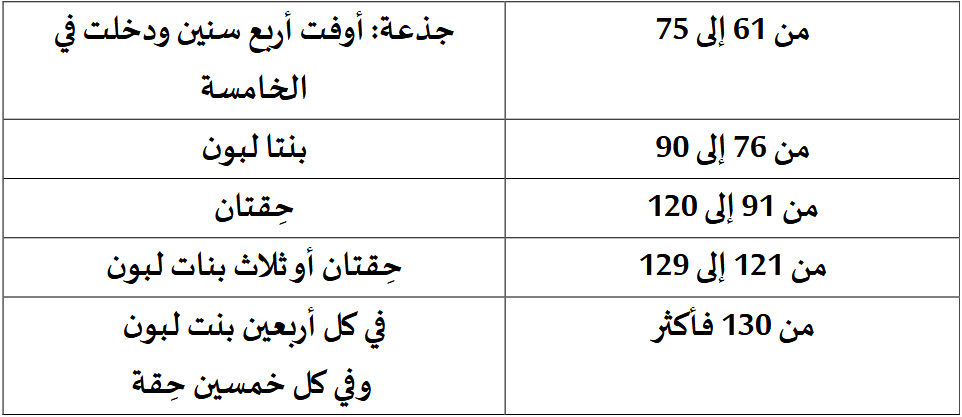 من 61 إلى 75
جذعة: أوفت أربع سنين ودخلت في
الخامسة
من 76 إلى 90
بنتا لبون
من 91 إلى 120
حِقتان
من 121 إلى 129
حِقتان أو ثلاث بنات لبون
من 130 فأكثر
في كل أربعين بنت لبون
وفي كل خمسين حِقة